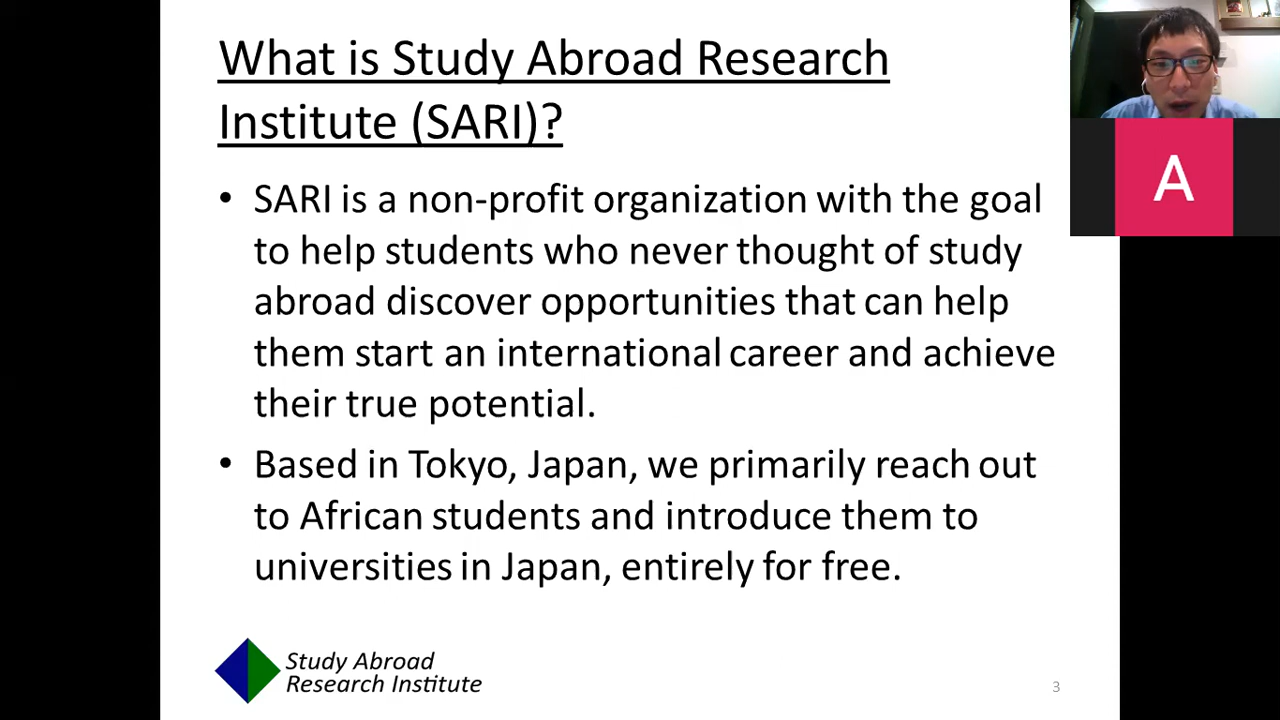 What is Study Abroad Research
Institute (SARI)?
• SARI is a non-profit organization with the goal
to help students who never thought of study
abroad discover opportunities that can help
them start an international career and achieve
their true potential.
• Based in Tokyo, Japan, we primarily reach out
to African students and introduce them to
universities in Japan, entirely for free.
Study Abroad
Research Institute
3
A